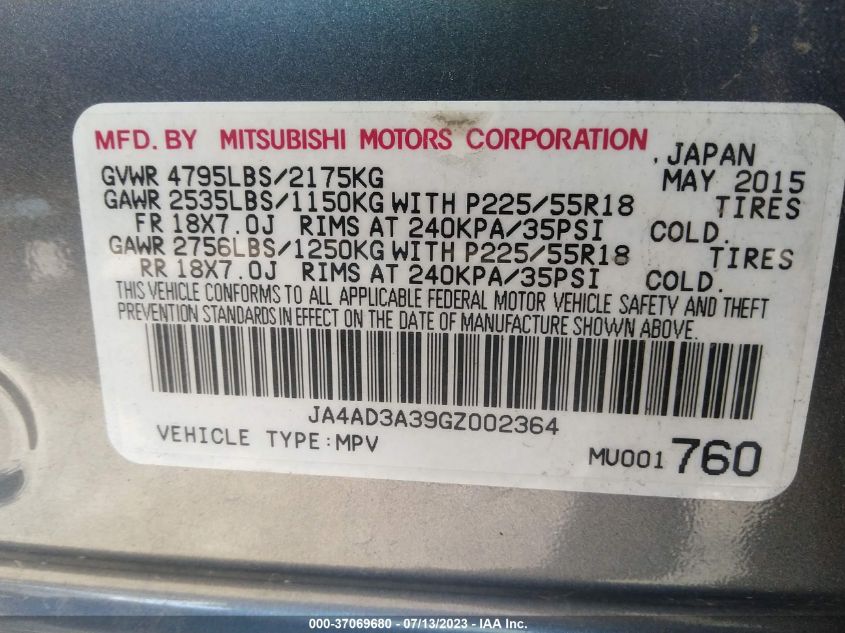 MFD. BY MITSUBISHI MOTORS CORPORATION
. JAPAN
GVWR 4795LBS/2175KG MAY 2015
GAWR 2535LBS/1150KG WITH P225/55R18 TIRES
FR 18X7.0J RIMS AT 240KPA/35PSI COLD.
GAWR 2756LBS/1250KG WITH P225/55R18 TIRES
RR 18X7.0J RIMS AT 240KPA/35PSI COLD.
THIS VEHICLE CONFORMS TO ALL APPLICABLE FEDERAL MOTOR VEHICLE SAFETY AND THEFT
PREVENTION STANDARDS IN EFFECT ON THE DATE OF MANUFACTURE SHOWN ABOVE.
JA4AD3A39GZ002364
VEHICLE TYPE:MPV MU001 760
000-37069680 - 07/13/2023 - IAA Inc.